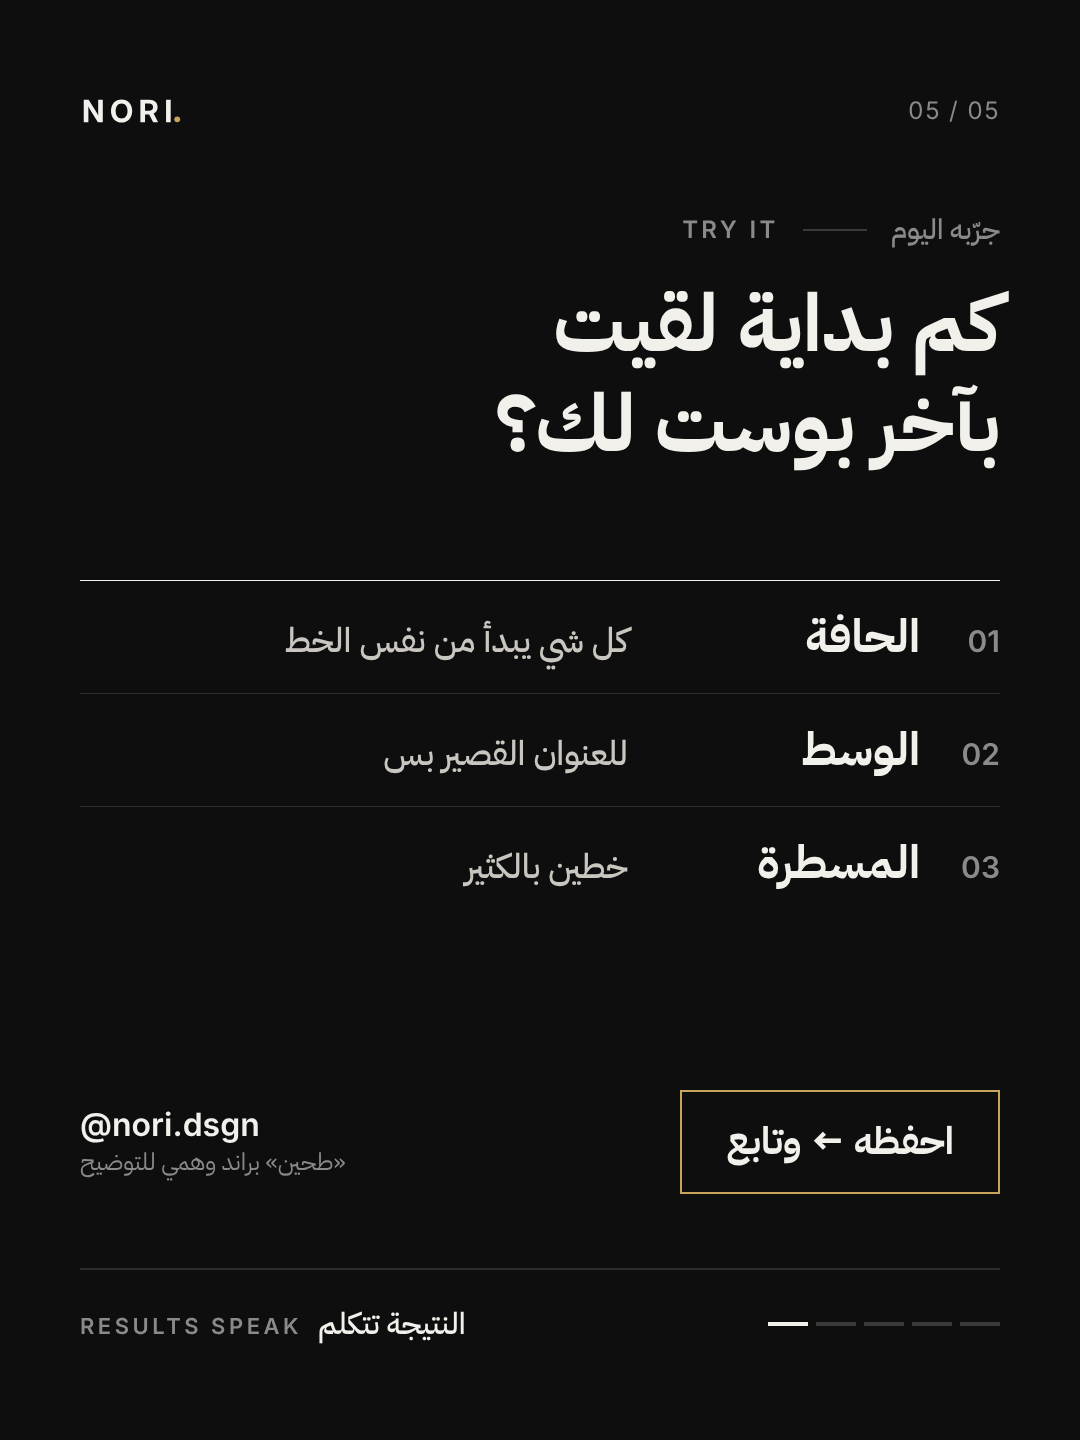 NORI.
05 / 05
جرّبه اليوم — TRY IT
كم بداية لقيت
بآخر بوست لك؟
01 الحافة كل شي يبدأ من نفس الخط
02 الوسط للعنوان القصير بس
03 المسطرة خطين بالكثير
احفظه ← وتابع
@nori.dsgn
«طحين» براند وهمي للتوضيح
RESULTS SPEAK النتيجة تتكلم